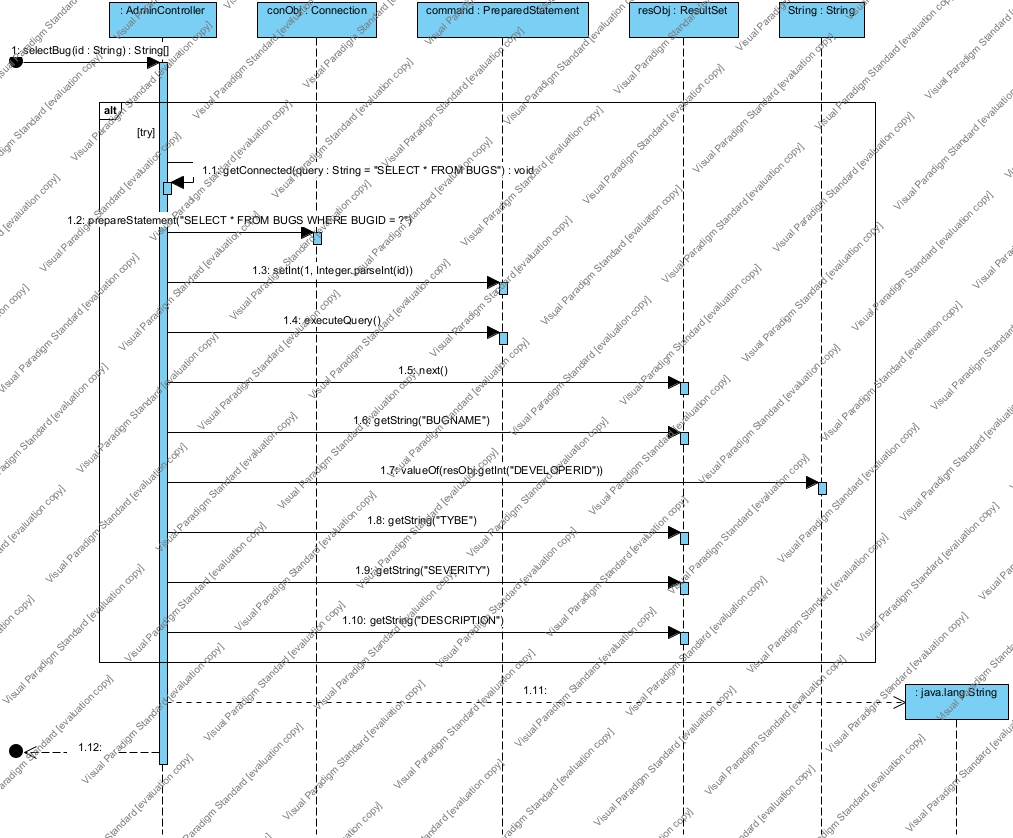 : AdminController
conObj : Connection
command : PreparedStatement
resObj : ResultSet
String : String
1: selectBug(id : String) : String[]
alt
[try]
1.1: getConnected(query : String = "SELECT * FROM BUGS") : void
1.2: prepareStatement("SELECT * FROM BUGS WHERE BUGID = ?")
1.3: setInt(1, Integer.parseInt(id))
1.4: executeQuery()
1.5: next()
1.6: getString("BUGNAME")
1.7: valueOf(resObj.getInt("DEVELOPERID"))
1.8: getString("TYBE")
1.9: getString("SEVERITY")
1.10: getString("DESCRIPTION")
1.11:
: java.lang.String
1.12:
Visual Paradigm Standard [evaluation copy]